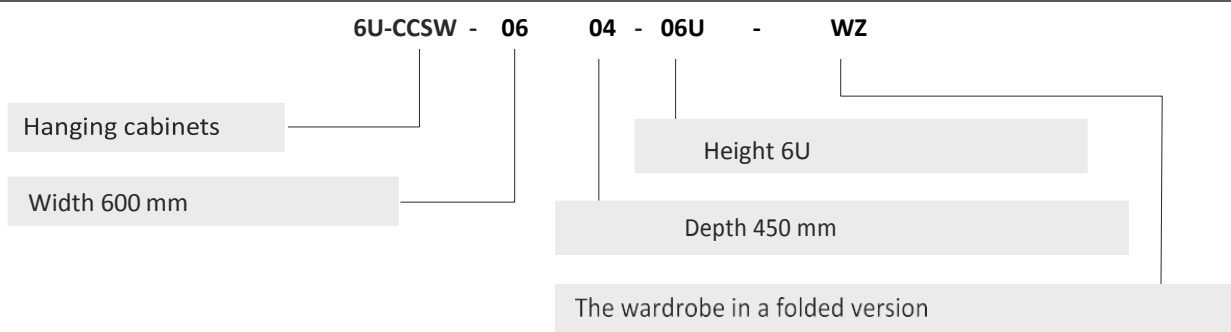 6U-CCSW - 06 04 - 06U - WZ
Hanging cabinets
Height 6U
Width 600 mm
Depth 450 mm
The wardrobe in a folded version